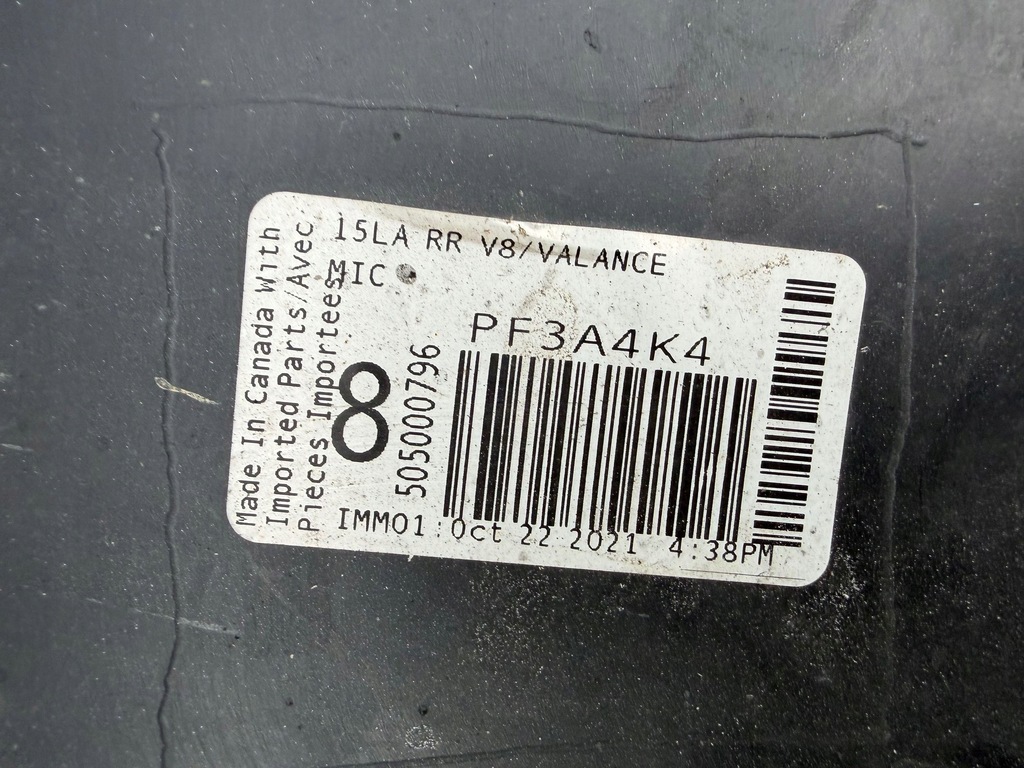 15LA RR V8/VALANCE
MIC
PF3A4K4
8
505000796
Made In Canada With
Imported Parts/Avec
Pieces Importees
IMM01:Oct 22 2021 4:38PM